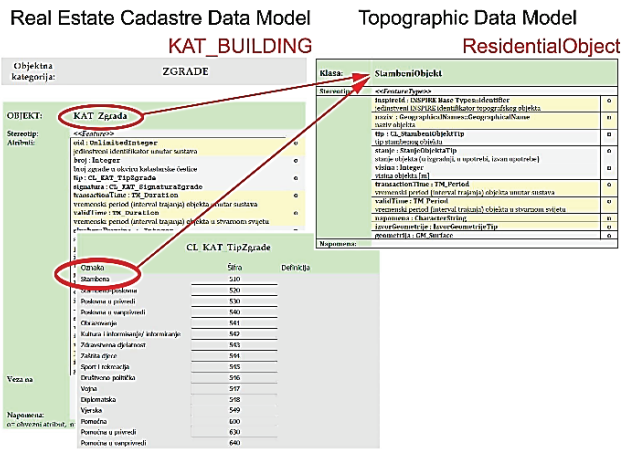 Real Estate Cadastre Data Model
KAT_BUILDING
Topographic Data Model
ResidentialObject
Objektna kategorija:
ZGRADE
OBJEKT: KAT_Zgrada
Stereotip: <<Feature>>
Atributi: oid : UnlimitedInteger o
jedinstveni identifikator unutar sustava
broj : Integer o
broj zgrade u okviru katastarske čestice
tip : CL_KAT_TipZgrade o
signatura : CL_KAT_SignaturaZgrade
transactionTime : TM_Duration o
vremenski period (interval trajanja) objekta unutar sustava
validTime : TM_Duration o
vremenski period (interval trajanja) objekta u stvarnom svijetu
CL_KAT_TipZgrade
Oznaka Šifra Definicija
Stambena 510
Stambeno-poslovna 520
Poslovna u privredi 530
Poslovna u vanprivredi 540
Obrazovanje 541
Kultura i informisanje/ informiranje 542
Zdravstvena djelatnost 543
Zaštita djece 544
Sport i rekreacija 545
Društveno politička 546
Vojna 547
Diplomatska 548
Vjerska 549
Pomoćna 600
Pomoćna u privredi 630
Pomoćna u vanprivredi 640
Veza na
Napomena:
o= obvezni atribut,
Klasa: StambeniObjekt
Stereotip: <<FeatureType>>
inspireId : INSPIRE Base Types::Identifier o
jedinstveni INSPIRE identifikator topografskog objekta
naziv : GeographicalNames::GeographicalName o
naziv objekta
tip : CL_StambeniObjektTip o
tip stambenog objekta
stanje : StanjeObjektaTip o
stanje objekta (u izgradnji, u upotrebi, izvan upotrebe)
visina : Integer o
visina objekta [m]
transactionTime : TM_Period o
vremenski period (interval trajanja) objekta unutar sustava
validTime : TM_Period o
vremenski period (interval trajanja) objekta u stvarnom svijetu
napomena : CharacterString o
izvorGeometrije : IzvorGeometrijeTip o
geometrija : GM_Surface o
Napomena: